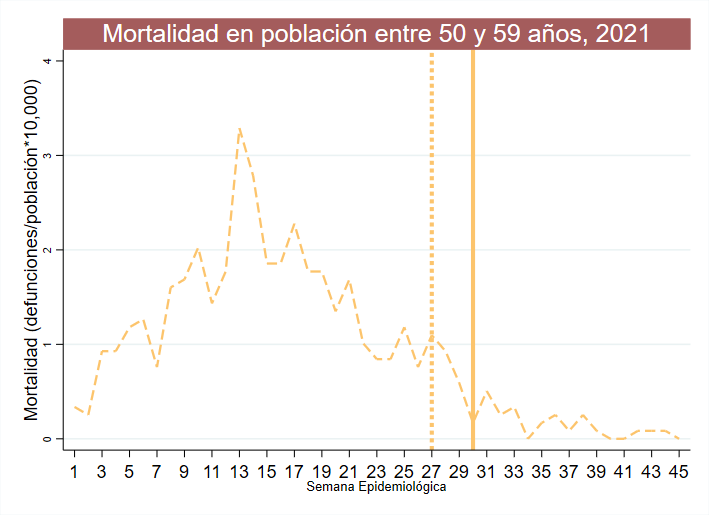 Mortalidad en población entre 50 y 59 años, 2021
Mortalidad (defunciones/población*10,000)
4
3
2
1
0
1 3 5 7 9 11 13 15 17 19 21 23 25 27 29 31 33 35 37 39 41 43 45
Semana Epidemiológica